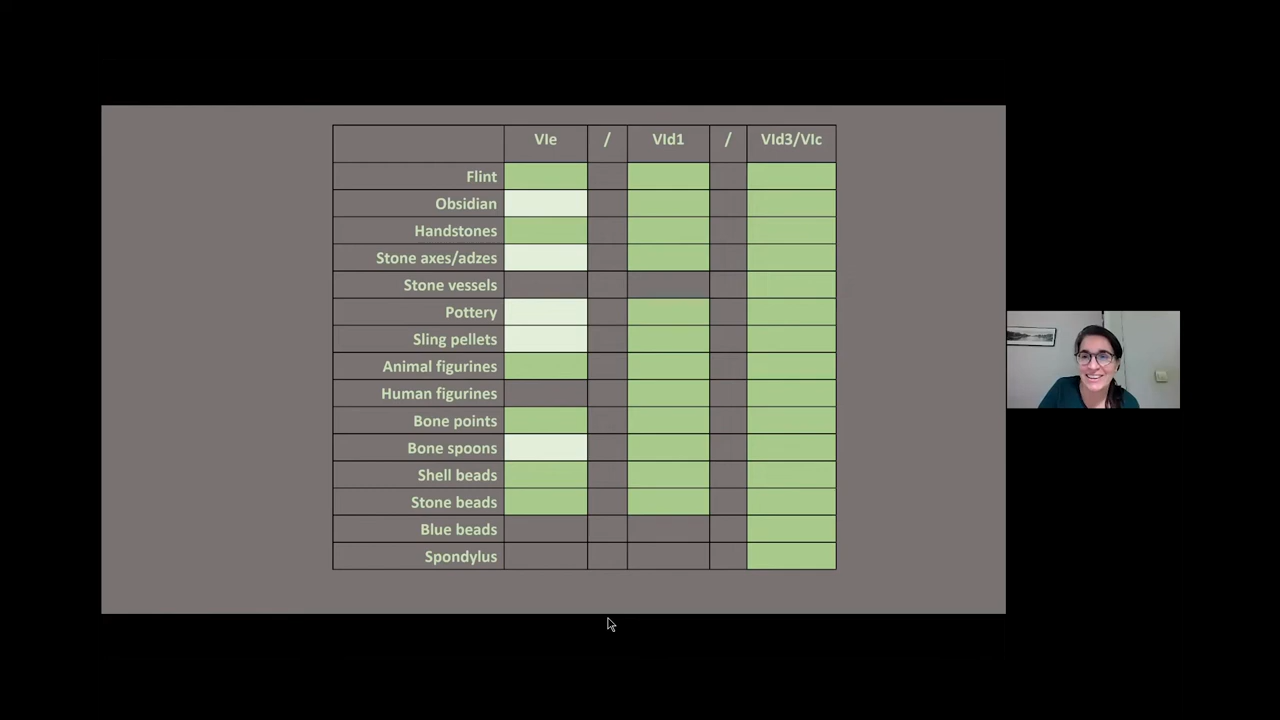 VIe / VId1 / VId3/VIc
Flint
Obsidian
Handstones
Stone axes/adzes
Stone vessels
Pottery
Sling pellets
Animal figurines
Human figurines
Bone points
Bone spoons
Shell beads
Stone beads
Blue beads
Spondylus